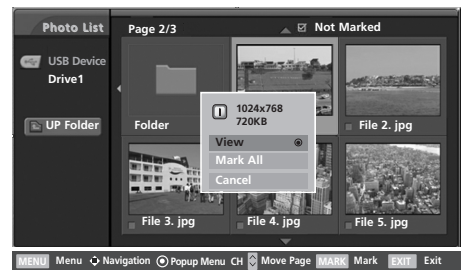 Photo List
Page 2/3
Not Marked
USB Device
Drive1
UP Folder
Folder
1024x768
720KB
View
Mark All
Cancel
File 2. jpg
File 3. jpg
File 4. jpg
File 5. jpg
MENU Menu Navigation Popup Menu CH Move Page MARK Mark EXIT Exit